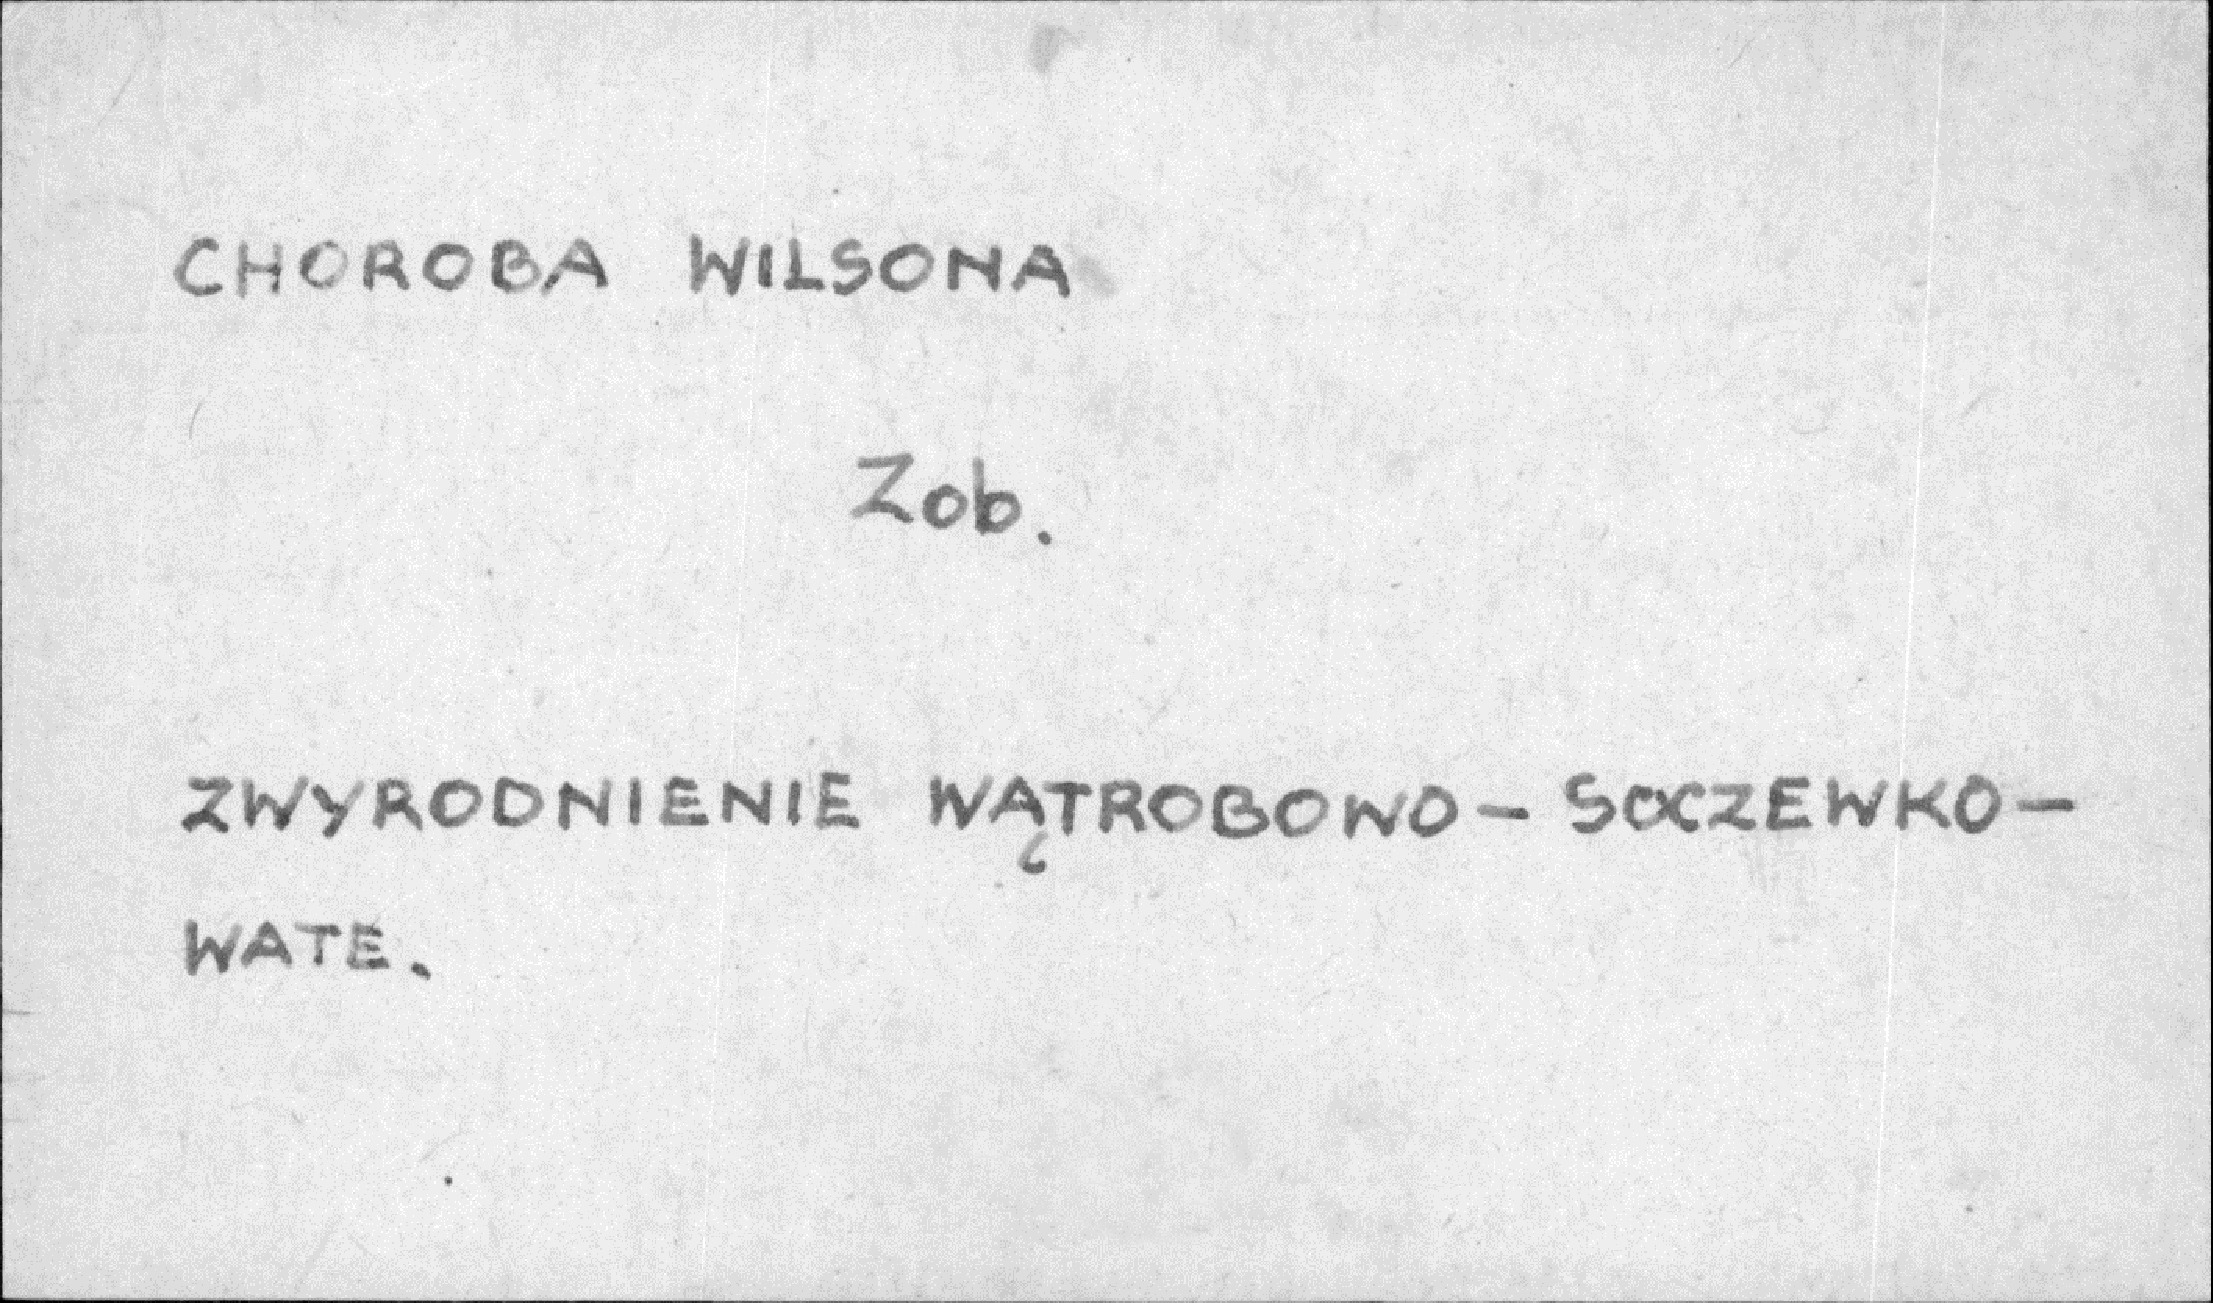 CHOROBA WILSONA
Zob.
ZWYRODNIENIE WĄTROBOWO - SOCZEWKO-
WATE.